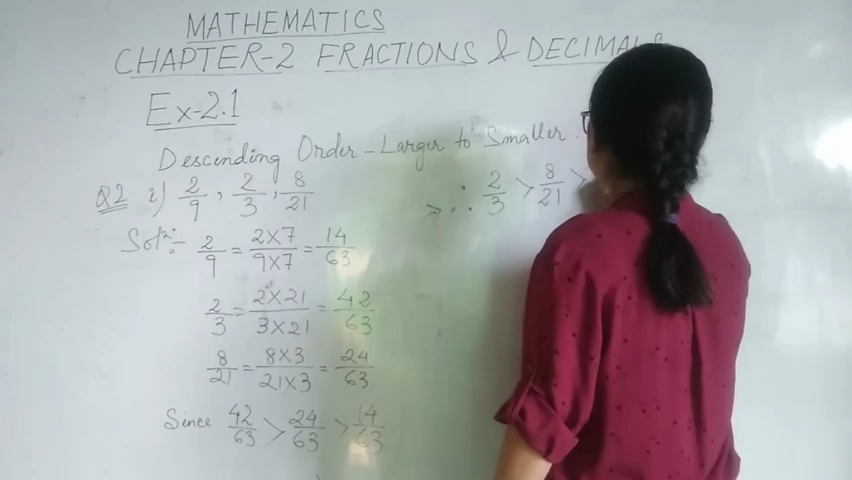 MATHEMATICS
CHAPTER-2 FRACTIONS & DECIMALS
Ex-2.1
Descending Order - Larger to Smaller.
Q2 i) 2/9, 2/3, 8/21
Solⁿ:- 2/9 = 2×7/9×7 = 14/63
2/3 = 2×21/3×21 = 42/63
8/21 = 8×3/21×3 = 24/63
Since 42/63 > 24/63 > 14/63
> ∴ 2/3 > 8/21 >